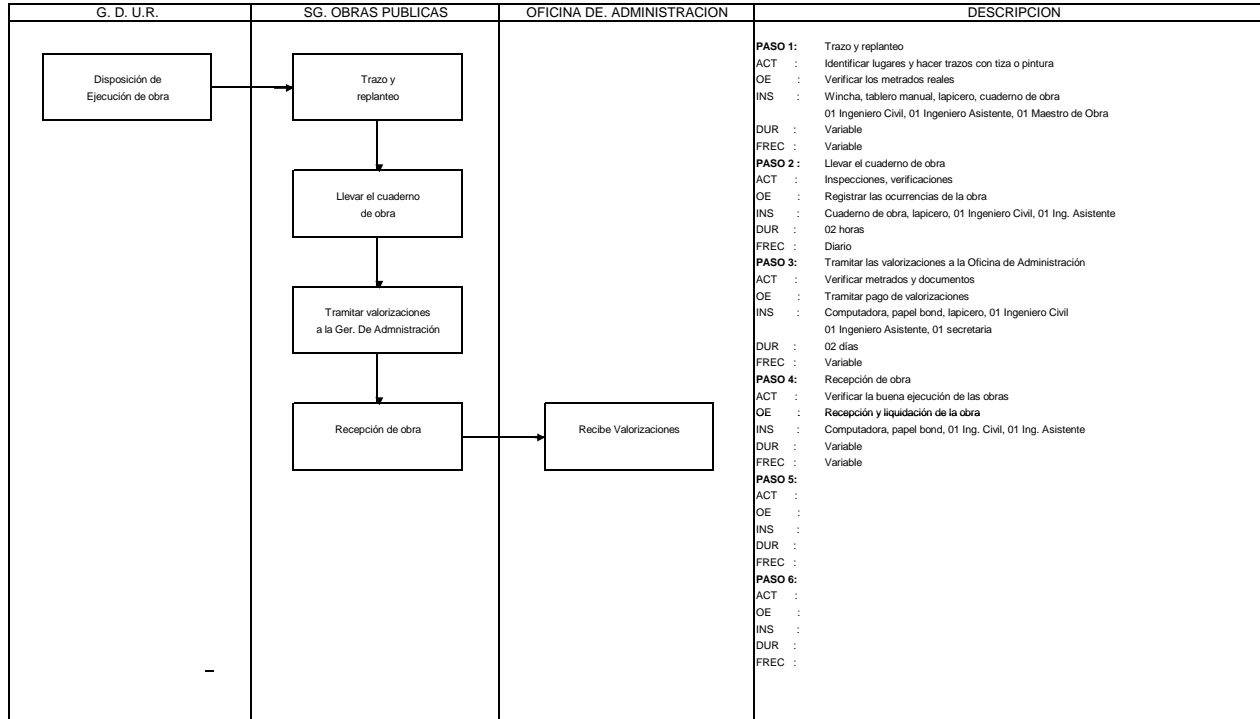 G. D. U.R.
SG. OBRAS PUBLICAS
OFICINA DE. ADMINISTRACION
DESCRIPCION
Disposición de
Ejecución de obra
Trazo y
replanteo
Llevar el cuaderno
de obra
Tramitar valorizaciones
a la Ger. De Admnistración
Recepción de obra
Recibe Valorizaciones
PASO 1: Trazo y replanteo
ACT : Identificar lugares y hacer trazos con tiza o pintura
OE : Verificar los metrados reales
INS : Wincha, tablero manual, lapicero, cuaderno de obra
01 Ingeniero Civil, 01 Ingeniero Asistente, 01 Maestro de Obra
DUR : Variable
FREC : Variable
PASO 2 : Llevar el cuaderno de obra
ACT : Inspecciones, verificaciones
OE : Registrar las ocurrencias de la obra
INS : Cuaderno de obra, lapicero, 01 Ingeniero Civil, 01 Ing. Asistente
DUR : 02 horas
FREC : Diario
PASO 3: Tramitar las valorizaciones a la Oficina de Administración
ACT : Verificar metrados y documentos
OE : Tramitar pago de valorizaciones
INS : Computadora, papel bond, lapicero, 01 Ingeniero Civil
01 Ingeniero Asistente, 01 secretaria
DUR : 02 días
FREC : Variable
PASO 4: Recepción de obra
ACT : Verificar la buena ejecución de las obras
OE : Recepción y liquidación de la obra
INS : Computadora, papel bond, 01 Ing. Civil, 01 Ing. Asistente
DUR : Variable
FREC : Variable
PASO 5:
ACT :
OE :
INS :
DUR :
FREC :
PASO 6:
ACT :
OE :
INS :
DUR :
FREC :